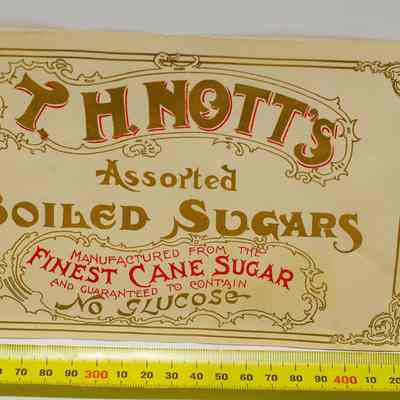 T. H. NOTT'S
Assorted
BOILED SUGARS
MANUFACTURED FROM THE
FINEST CANE SUGAR
AND GUARANTEED TO CONTAIN
NO GLUCOSE
70 80 90 300 10 20 30 40 50 60 70 80 90 400 10 20